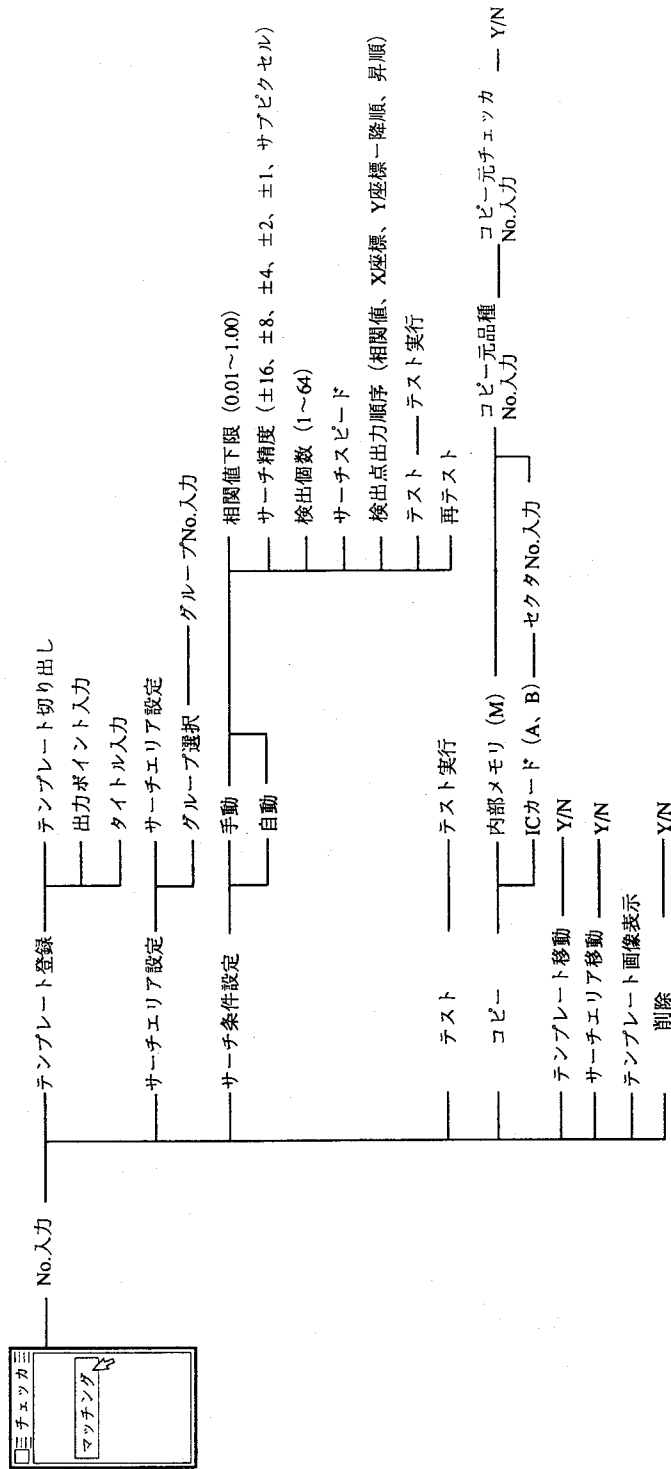 チェッカ
マッチング
No.入力
テンプレート登録
テンプレート切り出し
出力ポイント入力
タイトル入力
サーチエリア設定
サーチエリア設定
グループ選択
グループNo.入力
サーチ条件設定
手動
自動
相関値下限 (0.01~1.00)
サーチ精度 (±16、±8、±4、±2、±1、サブピクセル)
検出個数 (1~64)
サーチスピード
検出点出力順序 (相関値、X座標、Y座標ー降順、昇順)
テスト
テスト実行
再テスト
テスト
テスト実行
コピー
内部メモリ (M)
ICカード (A、B)
セクタNo.入力
コピー元品種
No.入力
コピー元チェッカ
No.入力
Y/N
テンプレート移動
Y/N
サーチエリア移動
Y/N
テンプレート画像表示
削除
Y/N